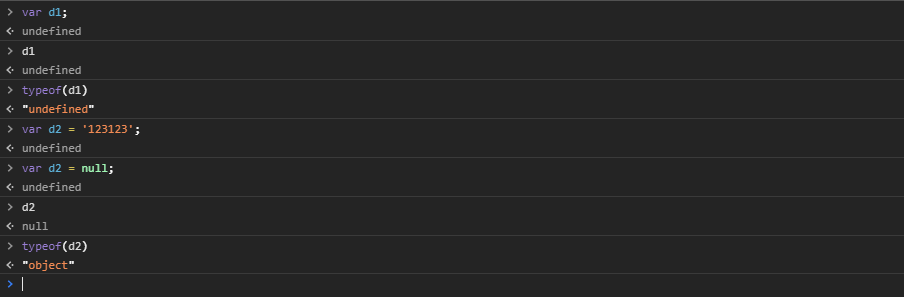 > var d1;
<· undefined
> d1
<· undefined
> typeof(d1)
<· "undefined"
> var d2 = '123123';
<· undefined
> var d2 = null;
<· undefined
> d2
<· null
> typeof(d2)
<· "object"
>